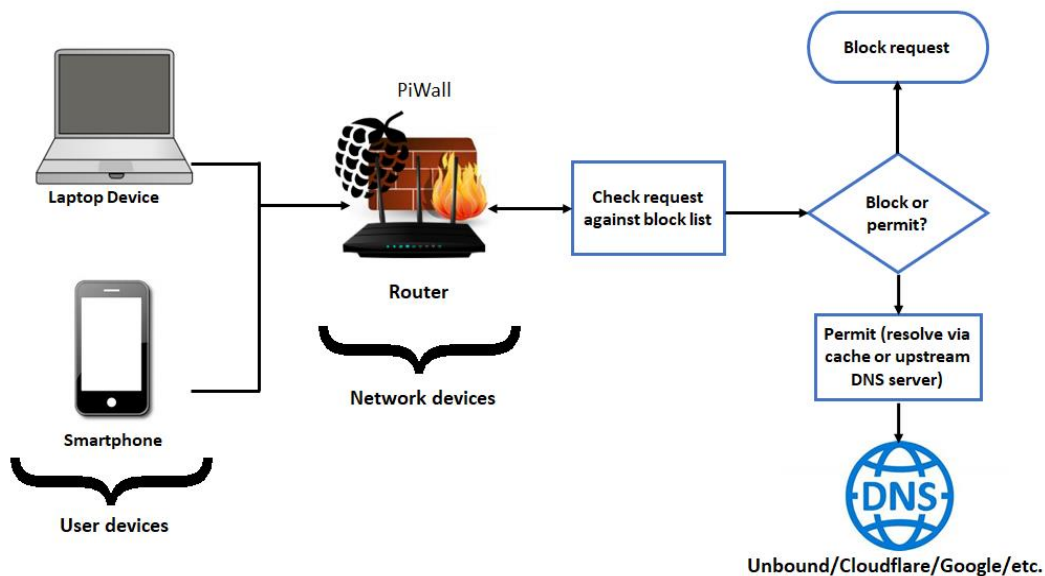 Block request
PiWall
Laptop Device
Check request
against block list
Block or
permit?
Router
Permit (resolve via
cache or upstream
DNS server)
Network devices
Smartphone
DNS
User devices
Unbound/Cloudflare/Google/etc.